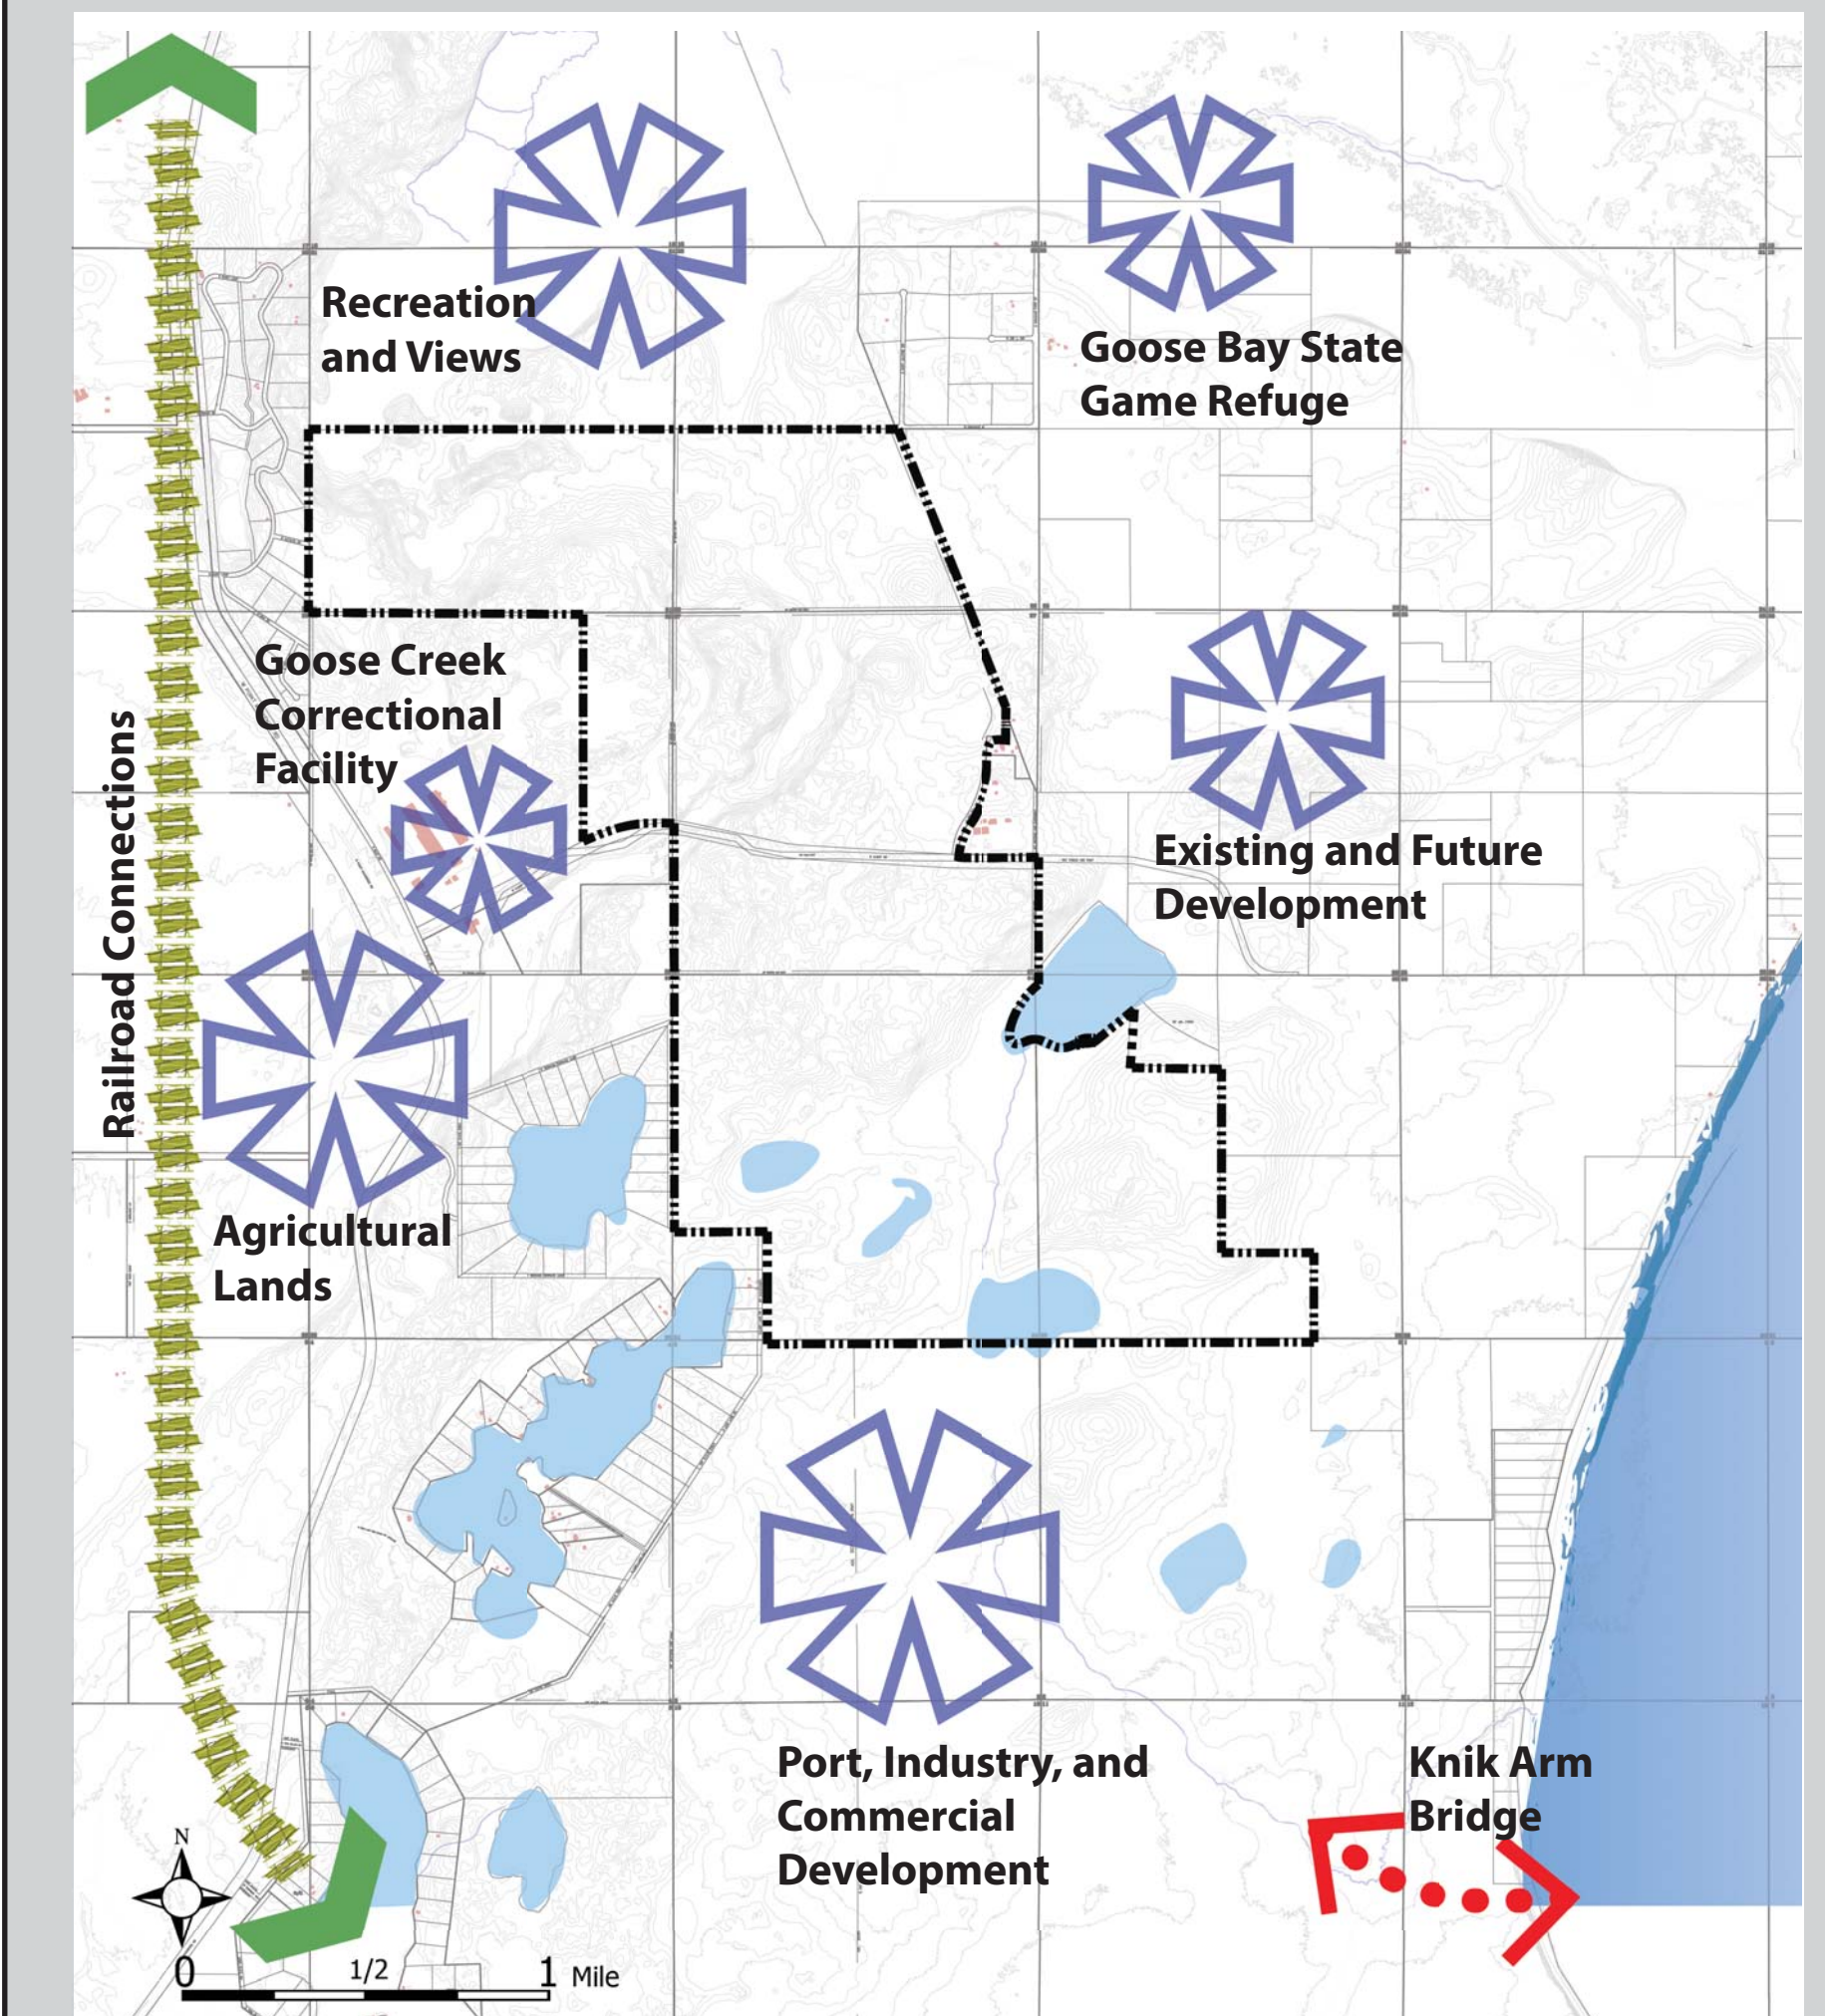 Recreation
and Views
Goose Bay State
Game Refuge
Goose Creek
Correctional
Facility
Railroad Connections
Existing and Future
Development
Agricultural
Lands
Port, Industry, and
Commercial
Development
Knik Arm
Bridge
N
0 1/2 1 Mile